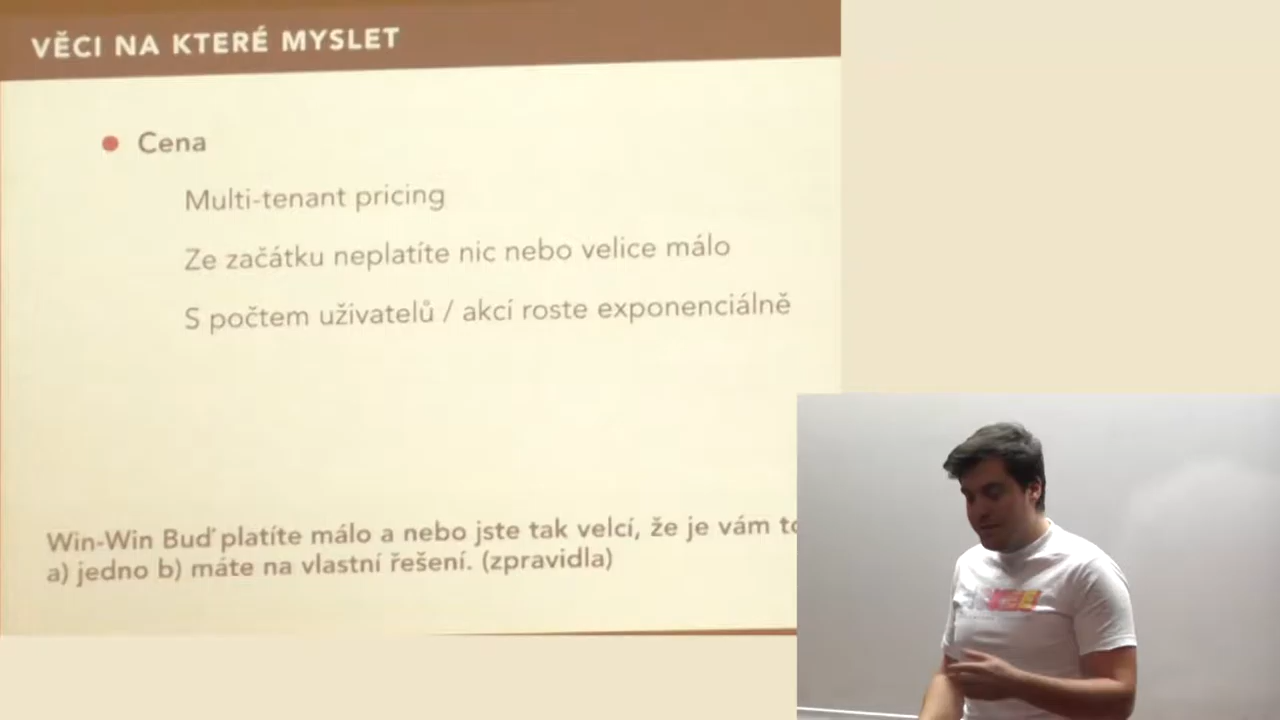 VĚCI NA KTERÉ MYSLET
Cena
Multi-tenant pricing
Ze začátku neplatíte nic nebo velice málo
S počtem uživatelů / akcí roste exponenciálně
Win-Win Buď platíte málo a nebo jste tak velcí, že je vám
a) jedno b) máte na vlastní řešení. (zpravidla)